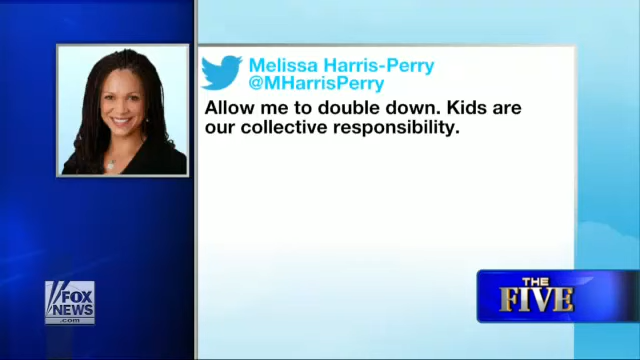 Melissa Harris-Perry
@MHarrisPerry
Allow me to double down. Kids are
our collective responsibility.
FOX
NEWS
.com
THE
FIVE